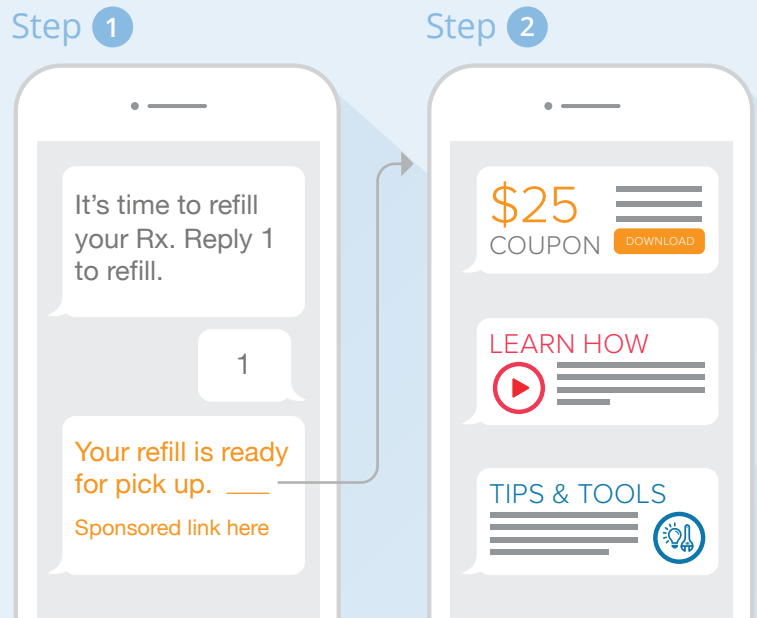 Step 1
It's time to refill
your Rx. Reply 1
to refill.
1
Your refill is ready
for pick up. ___
Sponsored link here
Step 2
$25
COUPON
DOWNLOAD
LEARN HOW
TIPS & TOOLS